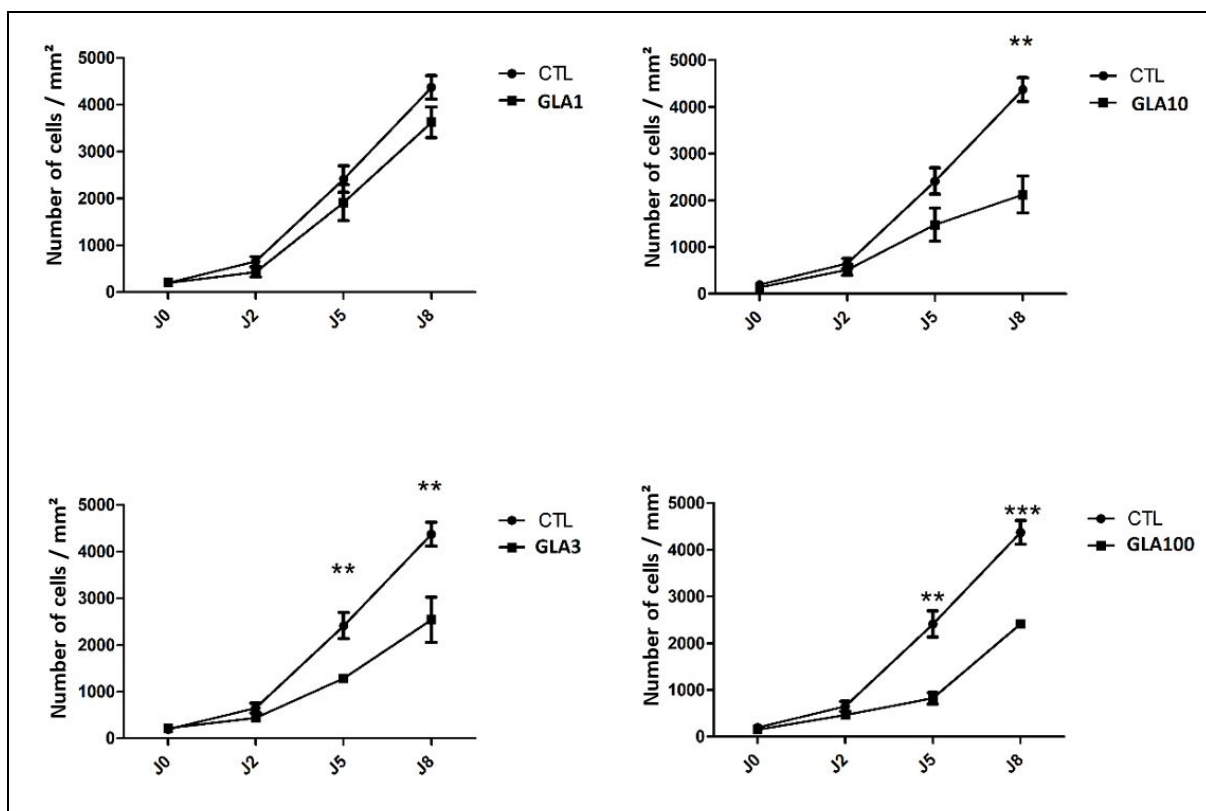 Number of cells / mm²
5000
4000
3000
2000
1000
0
J0
J2
J5
J8
CTL
GLA1
Number of cells / mm²
5000
4000
3000
2000
1000
0
J0
J2
J5
J8
**
CTL
GLA10
Number of cells / mm²
5000
4000
3000
2000
1000
0
J0
J2
J5
J8
**
**
CTL
GLA3
Number of cells / mm²
5000
4000
3000
2000
1000
0
J0
J2
J5
J8
**
***
CTL
GLA100